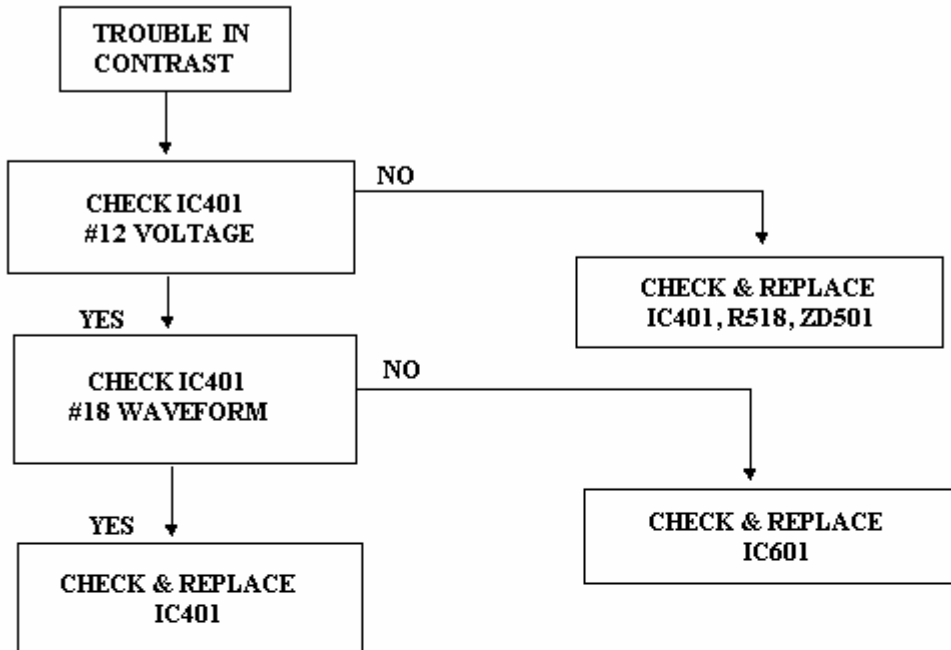 TROUBLE IN
CONTRAST
CHECK IC401
#12 VOLTAGE
NO
CHECK & REPLACE
IC401, R518, ZD501
YES
CHECK IC401
#18 WAVEFORM
NO
CHECK & REPLACE
IC601
YES
CHECK & REPLACE
IC401